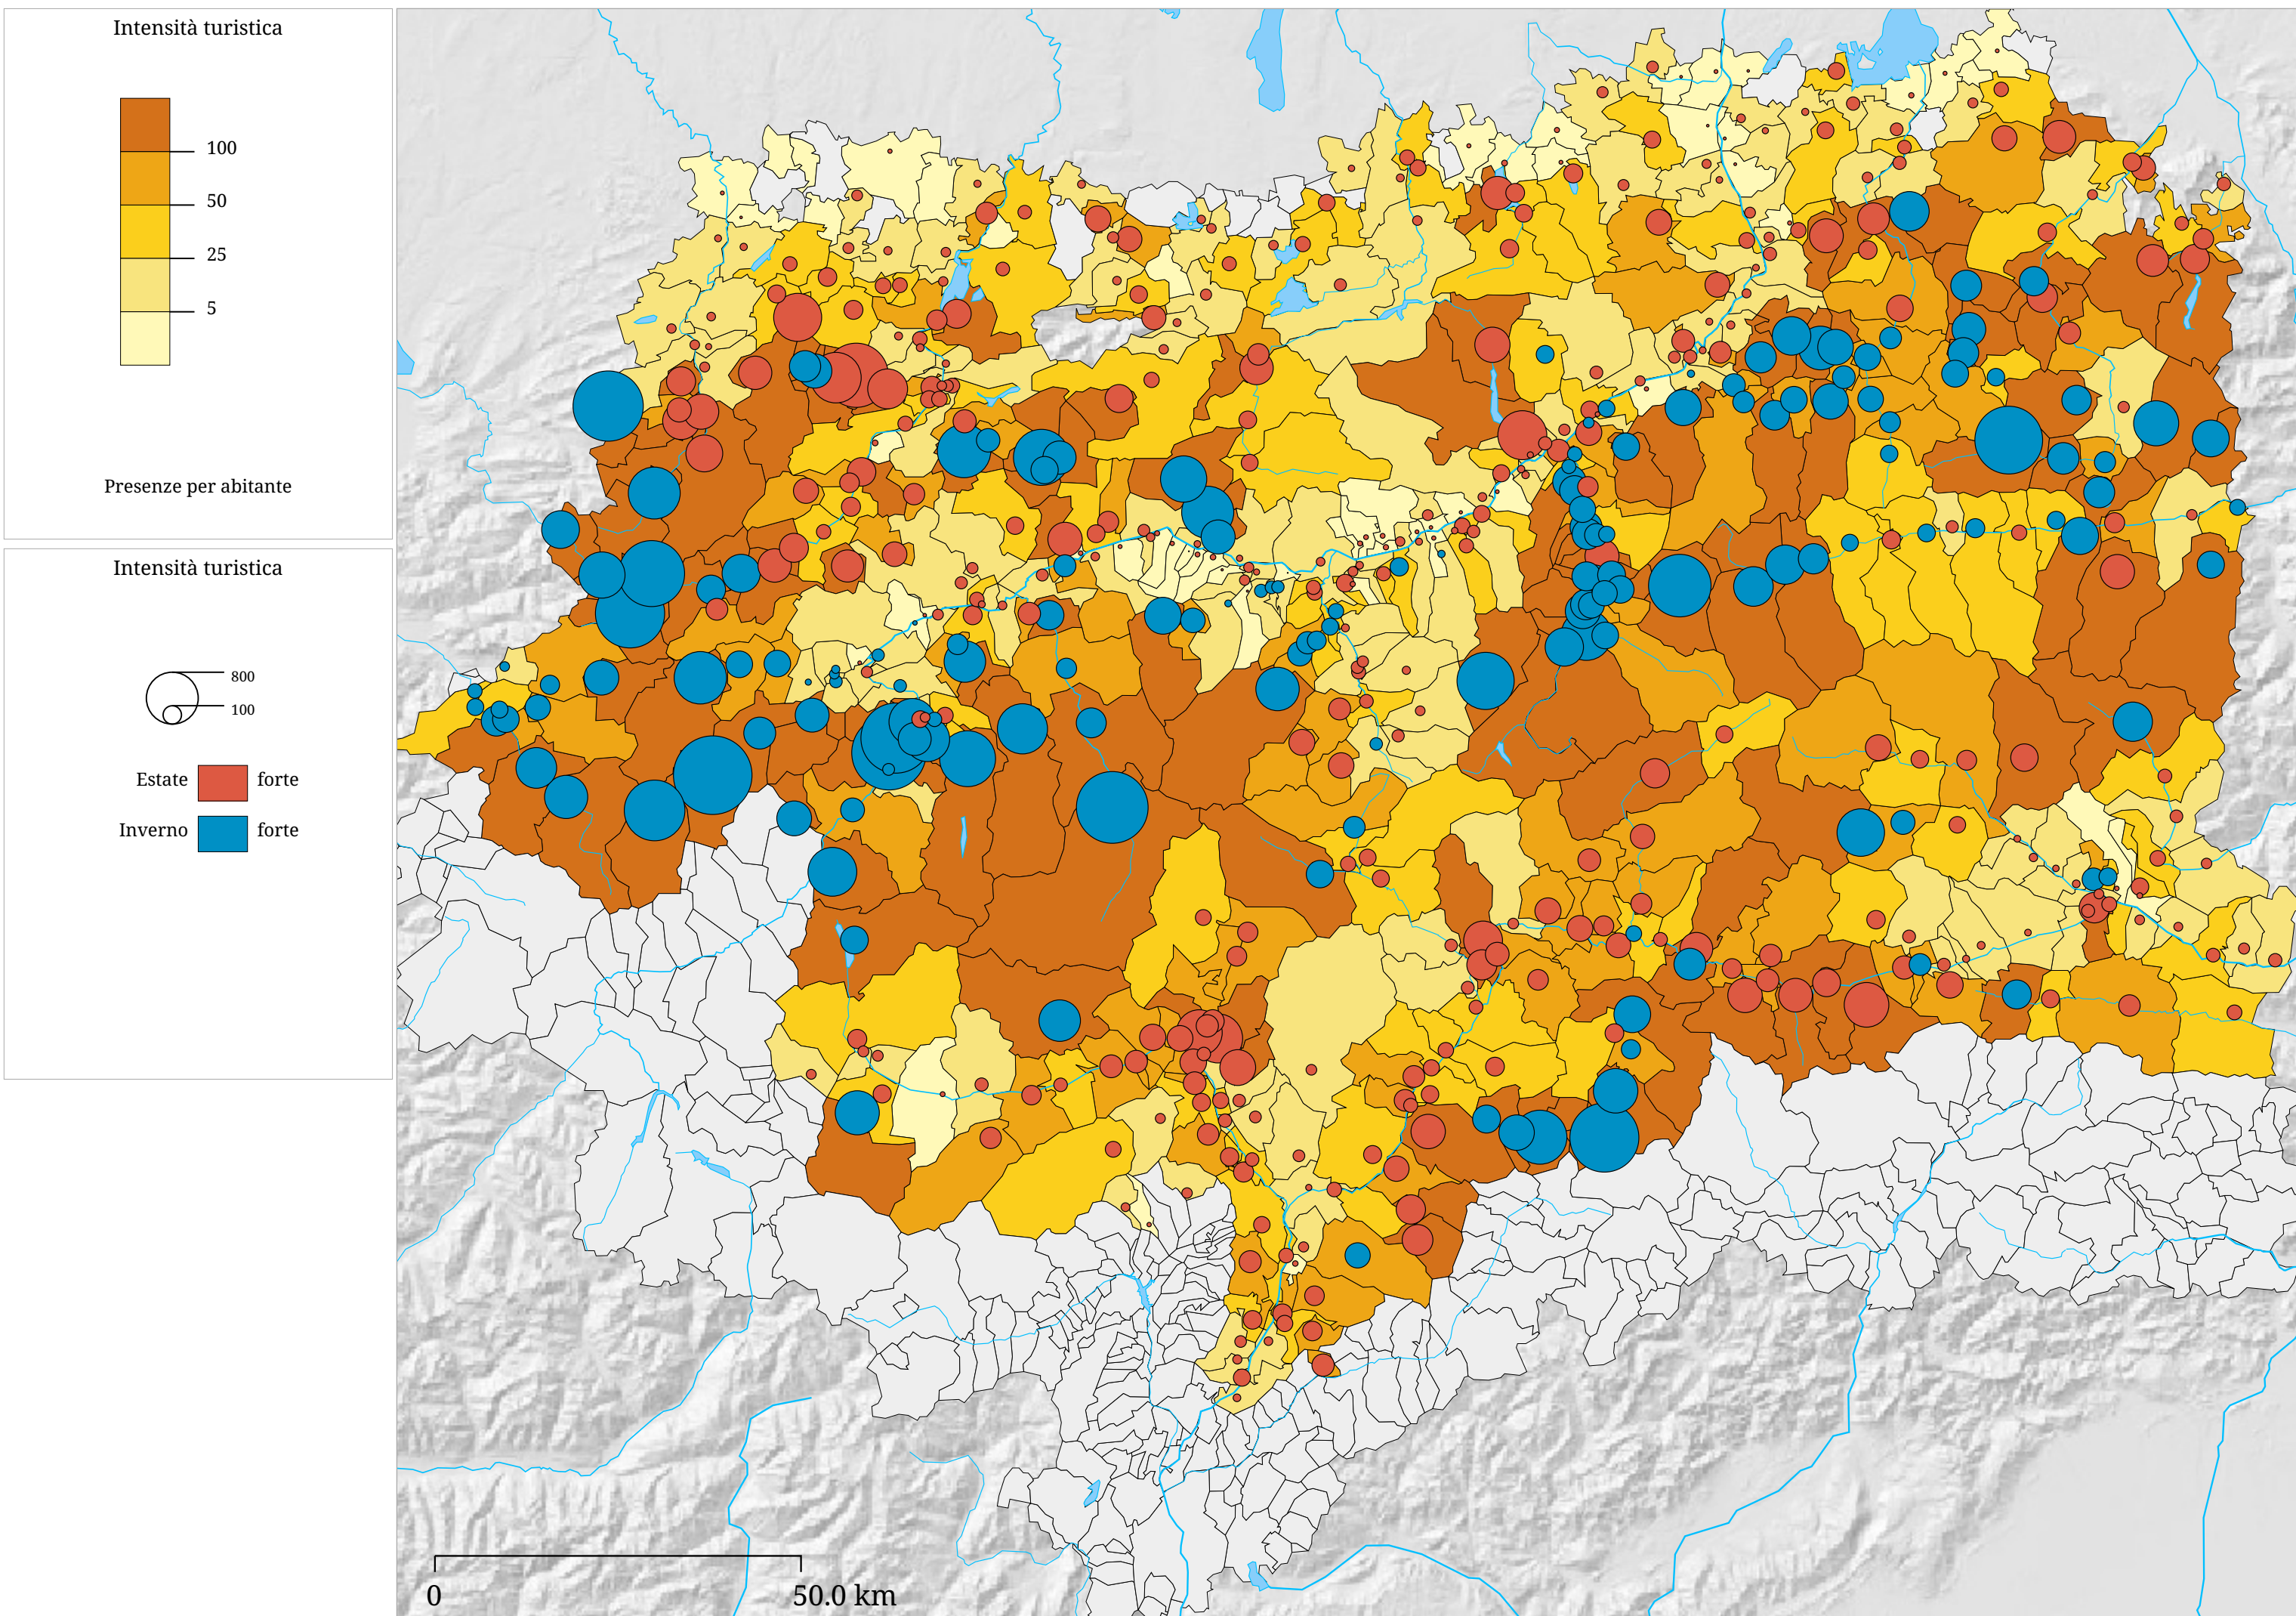 Intensità turistica
100
50
25
5
Presenze per abitante
Intensità turistica
800
100
Estate forte
Inverno forte
0 50.0 km